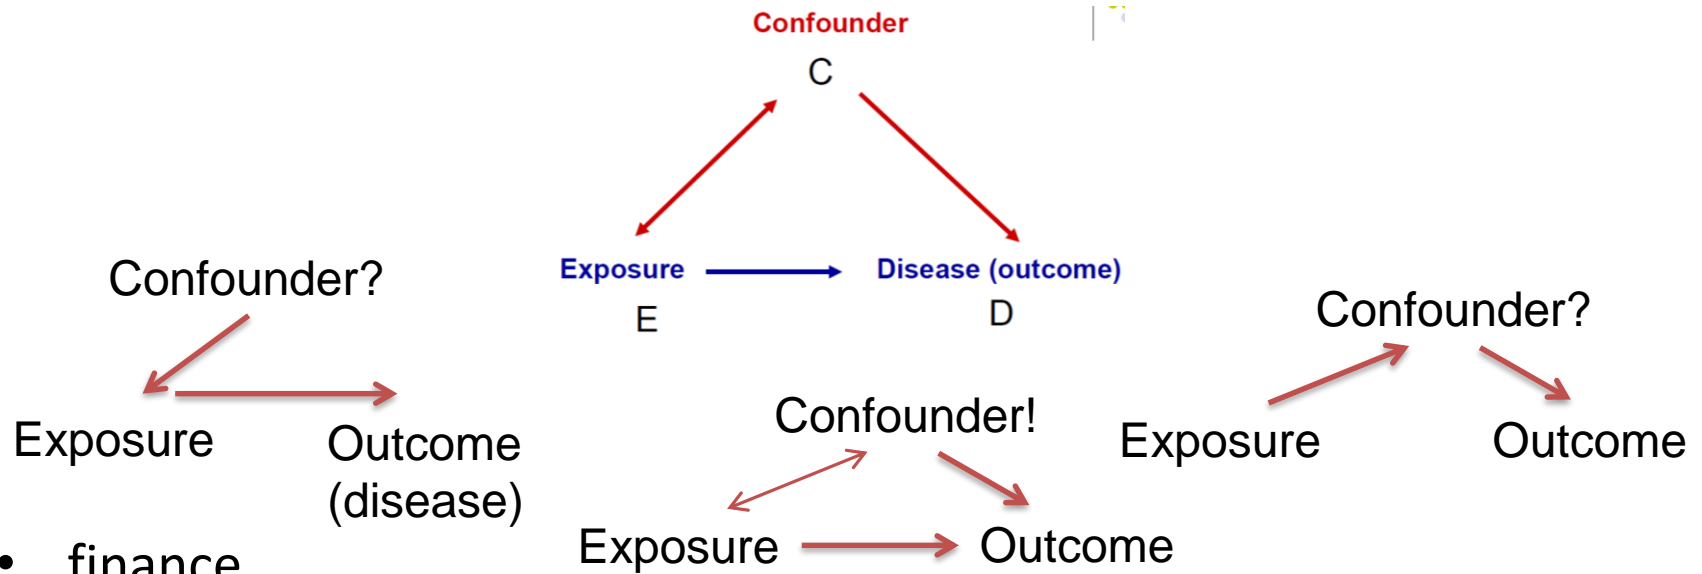 Confounder
C
Exposure
Disease (outcome)
E
D
Confounder?
Exposure
Outcome
(disease)
Confounder!
Exposure
Outcome
Confounder?
Exposure
Outcome
• finance